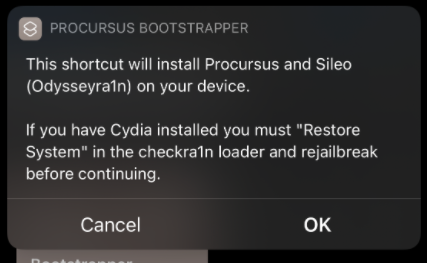 PROCURSUS BOOTSTRAPPER
This shortcut will install Procursus and Sileo
(Odysseyra1n) on your device.
If you have Cydia installed you must "Restore
System" in the checkra1n loader and rejailbreak
before continuing.
Cancel
OK
Bootstrapper